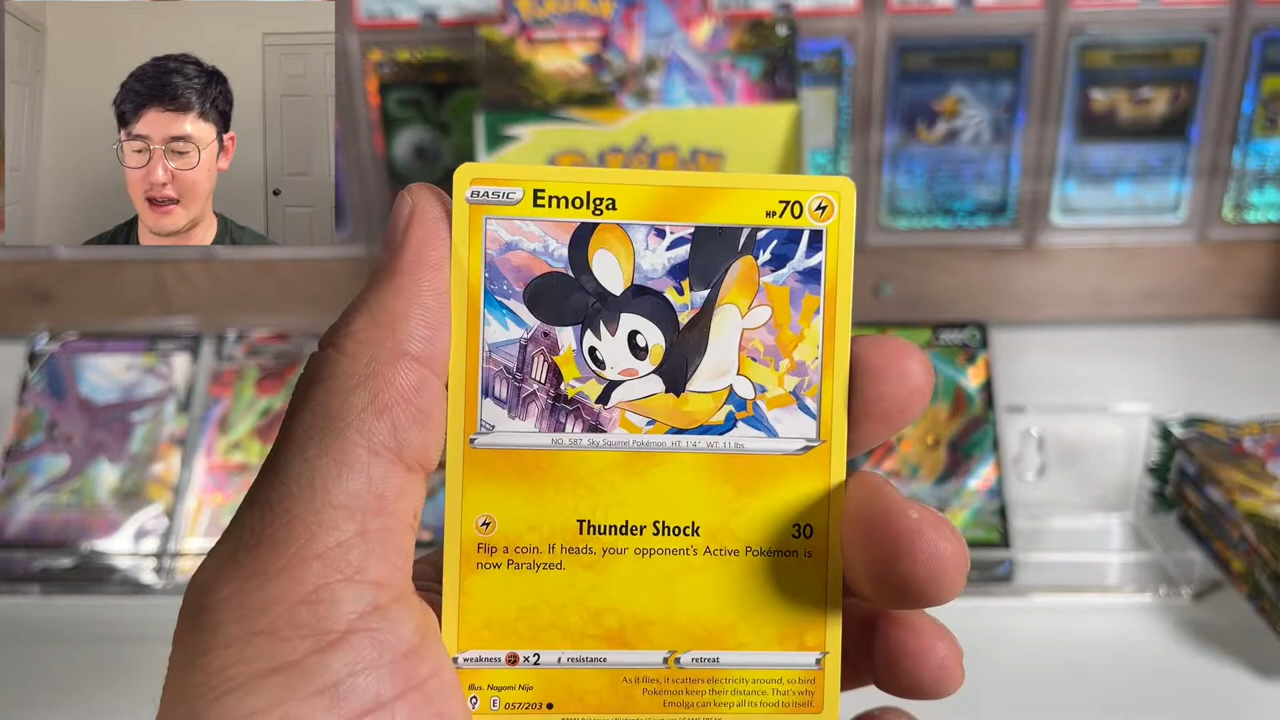 Pokémon
BASIC Emolga HP 70
NO. 587 Sky Squirrel Pokémon HT: 1'4" WT: 11 lbs.
Thunder Shock 30
Flip a coin. If heads, your opponent's Active Pokémon is
now Paralyzed.
weakness ×2 resistance retreat
As it flies, it scatters electricity around, so bird
Pokémon keep their distance. That's why
Emolga can keep all its food to itself.
Illus. Nagomi Nijo
E 057/203